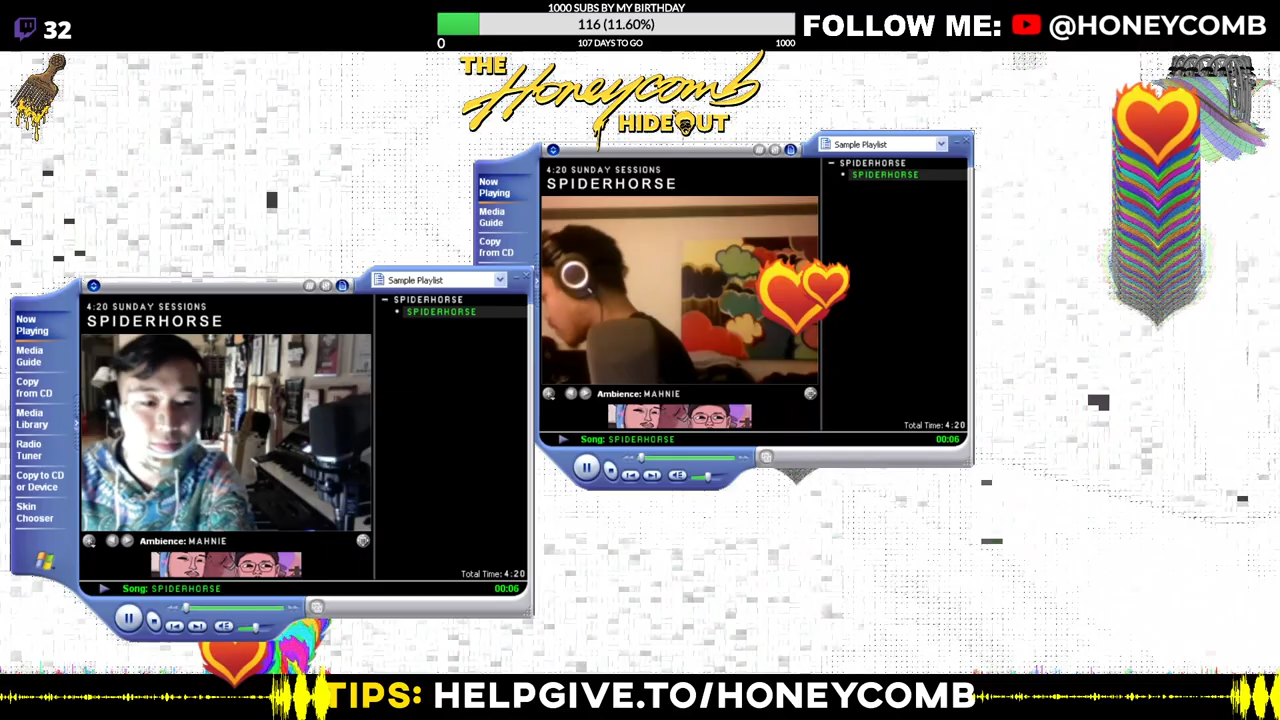 32
1000 SUBS BY MY BIRTHDAY
116 (11.60%)
0
107 DAYS TO GO
1000
FOLLOW ME: @HONEYCOMB
THE
Honeycomb
HIDEOUT
Sample Playlist
4:20 SUNDAY SESSIONS
SPIDERHORSE
SPIDERHORSE
SPIDERHORSE
Now
Playing
Media
Guide
Copy
from CD
Ambience: MAHNIE
Total Time: 4:20
Song: SPIDERHORSE
00:06
Sample Playlist
4:20 SUNDAY SESSIONS
SPIDERHORSE
SPIDERHORSE
SPIDERHORSE
Now
Playing
Media
Guide
Copy
from CD
Media
Library
Radio
Tuner
Copy to CD
or Device
Skin
Chooser
Ambience: MAHNIE
Total Time: 4:20
Song: SPIDERHORSE
00:06
TIPS: HELPGIVE.TO/HONEYCOMB